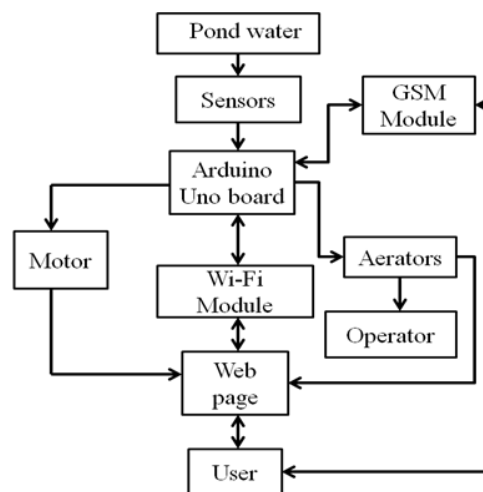 Pond water
Sensors
GSM
Module
Arduino
Uno board
Motor
Wi-Fi
Module
Aerators
Operator
Web
page
User